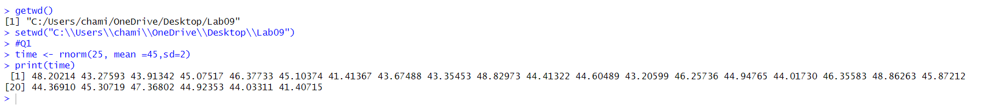 > getwd()
[1] "C:/Users/chami/OneDrive/Desktop/Lab09"
> setwd("C:\\Users\\chami\\OneDrive\\Desktop\\Lab09")
> #Q1
> time <- rnorm(25, mean =45,sd=2)
> print(time)
 [1] 48.20214 43.27593 43.91342 45.07517 46.37733 45.10374 41.41367 43.67488 43.35453 48.82973 44.41322 44.60489 43.20599 46.25736 44.94765 44.01730 46.35583 48.86263 45.87212
[20] 44.36910 45.30719 47.36802 44.92353 44.03311 41.40715
>